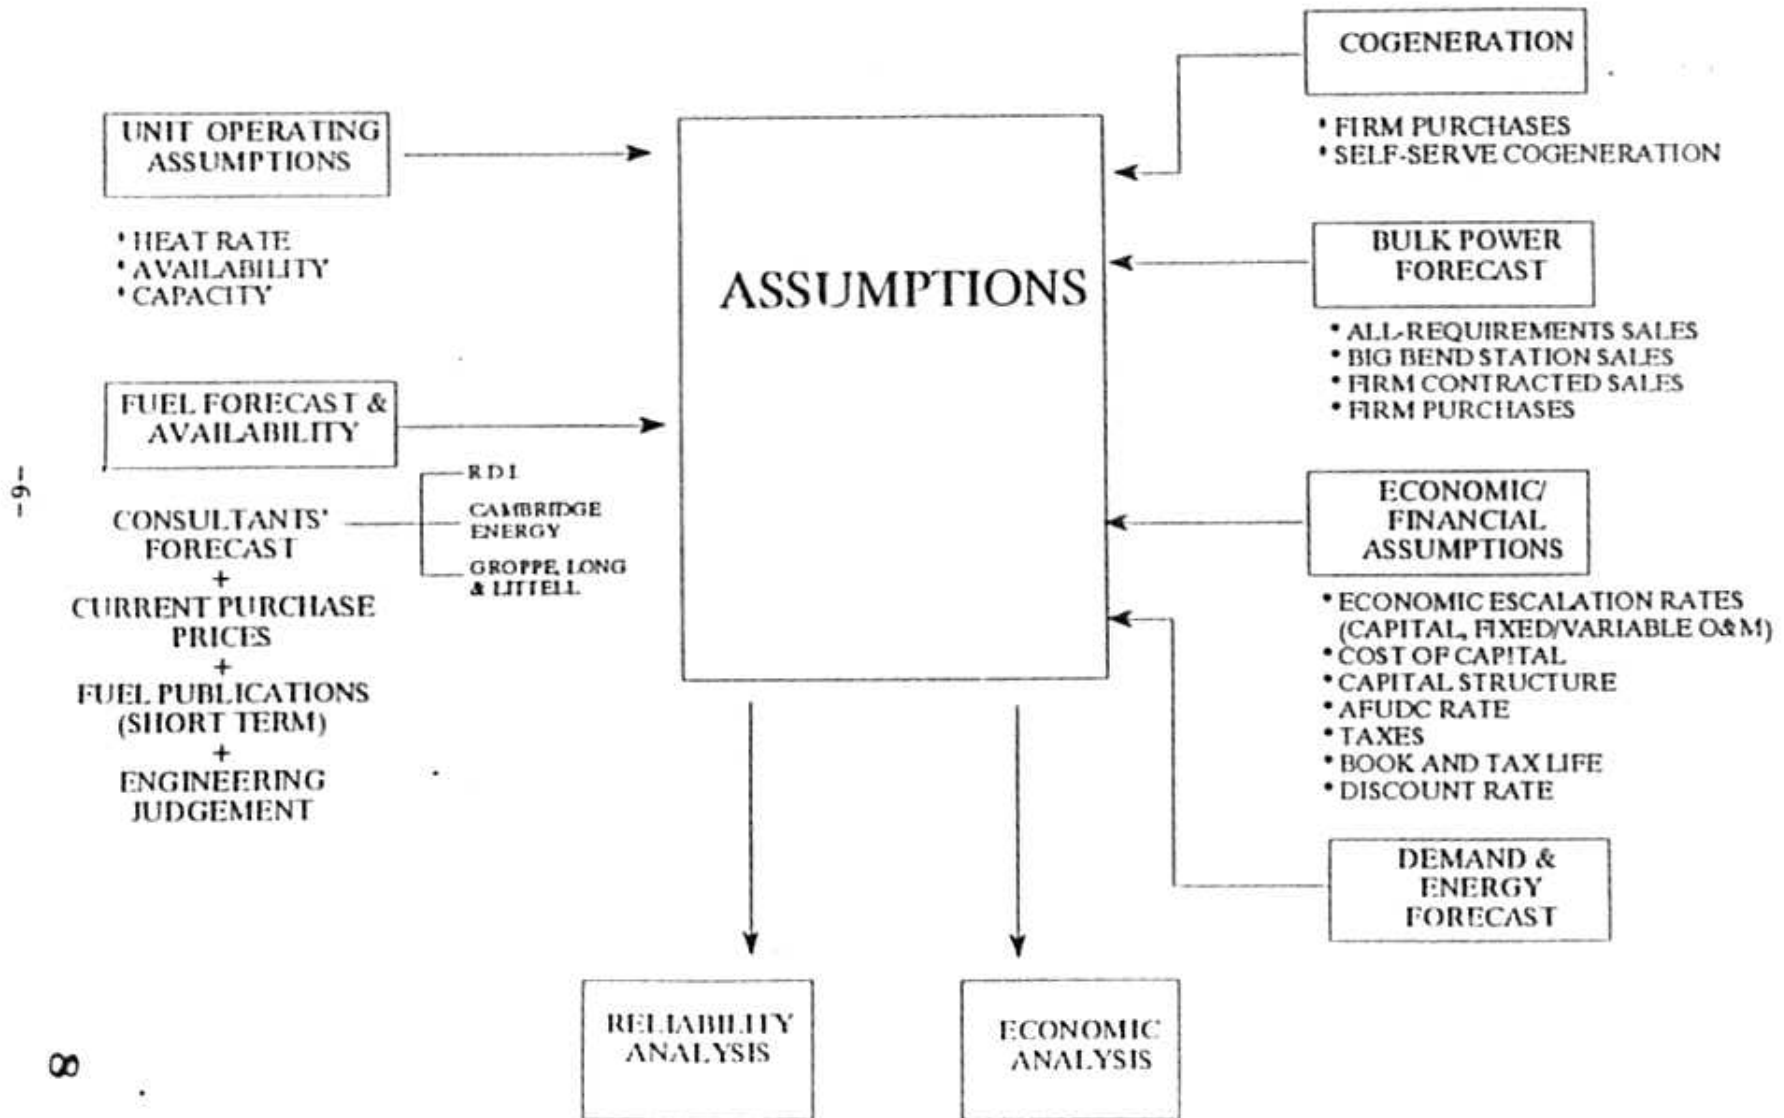 COGENERATION
• FIRM PURCHASES
• SELF-SERVE COGENERATION
UNIT OPERATING
ASSUMPTIONS
• HEAT RATE
• AVAILABILITY
• CAPACITY
ASSUMPTIONS
BULK POWER
FORECAST
• ALL-REQUIREMENTS SALES
• BIG BEND STATION SALES
• FIRM CONTRACTED SALES
• FIRM PURCHASES
FUEL FORECAST &
AVAILABILITY
CONSULTANTS'
FORECAST
+
CURRENT PURCHASE
PRICES
+
FUEL PUBLICATIONS
(SHORT TERM)
+
ENGINEERING
JUDGEMENT
R D I
CAMBRIDGE
ENERGY
GROPPE, LONG
& LITTELL
ECONOMIC/
FINANCIAL
ASSUMPTIONS
• ECONOMIC ESCALATION RATES
(CAPITAL, FIXED/VARIABLE O&M)
• COST OF CAPITAL
• CAPITAL STRUCTURE
• AFUDC RATE
• TAXES
• BOOK AND TAX LIFE
• DISCOUNT RATE
DEMAND &
ENERGY
FORECAST
RELIABILITY
ANALYSIS
ECONOMIC
ANALYSIS
-9-
8